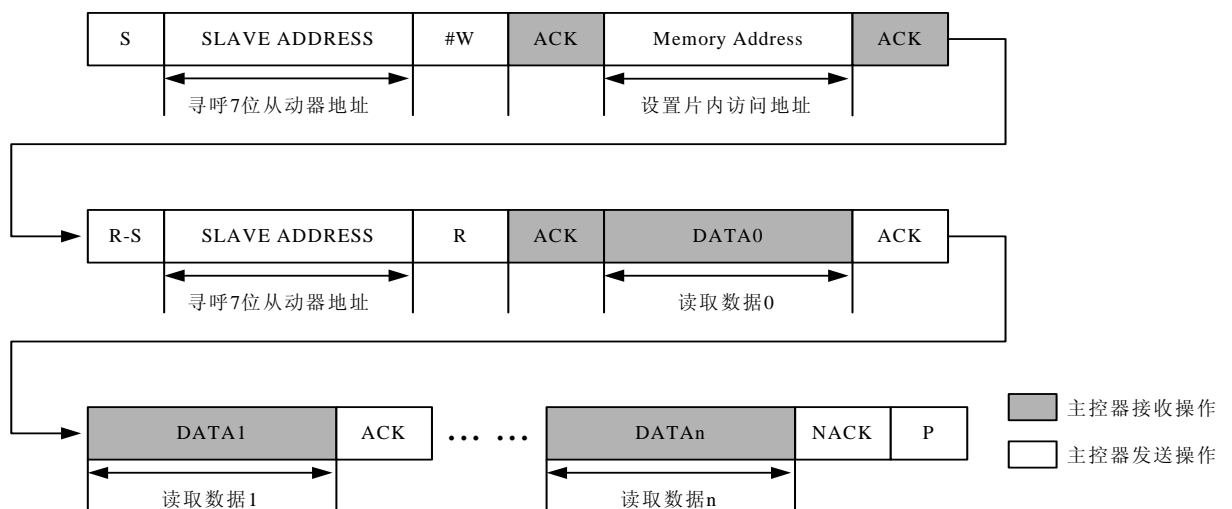 S SLAVE ADDRESS #W ACK Memory Address ACK
寻呼7位从动器地址 设置片内访问地址
R-S SLAVE ADDRESS R ACK DATA0 ACK
寻呼7位从动器地址 读取数据0
DATA1 ACK ... ... DATAn NACK P
读取数据1 读取数据n
主控器接收操作
主控器发送操作